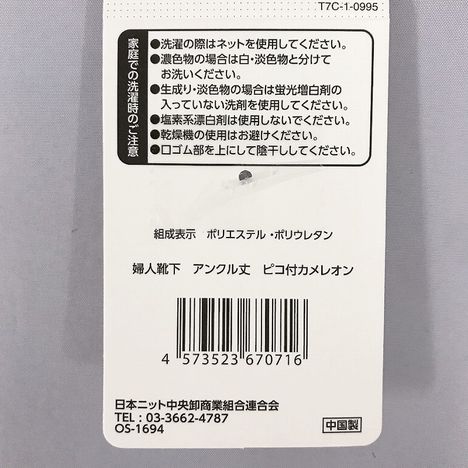 T7C-1-0995
家庭での洗濯時のご注意
●洗濯の際はネットを使用してください。
●濃色物の場合は白・淡色物と分けて
お洗いください。
●生成り・淡色物の場合は蛍光増白剤の
入っていない洗剤を使用してください。
●塩素系漂白剤は使用しないでください。
●乾燥機の使用はお避けください。
●口ゴム部を上にして陰干ししてください。
組成表示 ポリエステル・ポリウレタン
婦人靴下 アンクル丈 ピコ付カメレオン
4 573523 670716
日本ニット中央卸商業組合連合会
TEL : 03-3662-4787
OS-1694
中国製